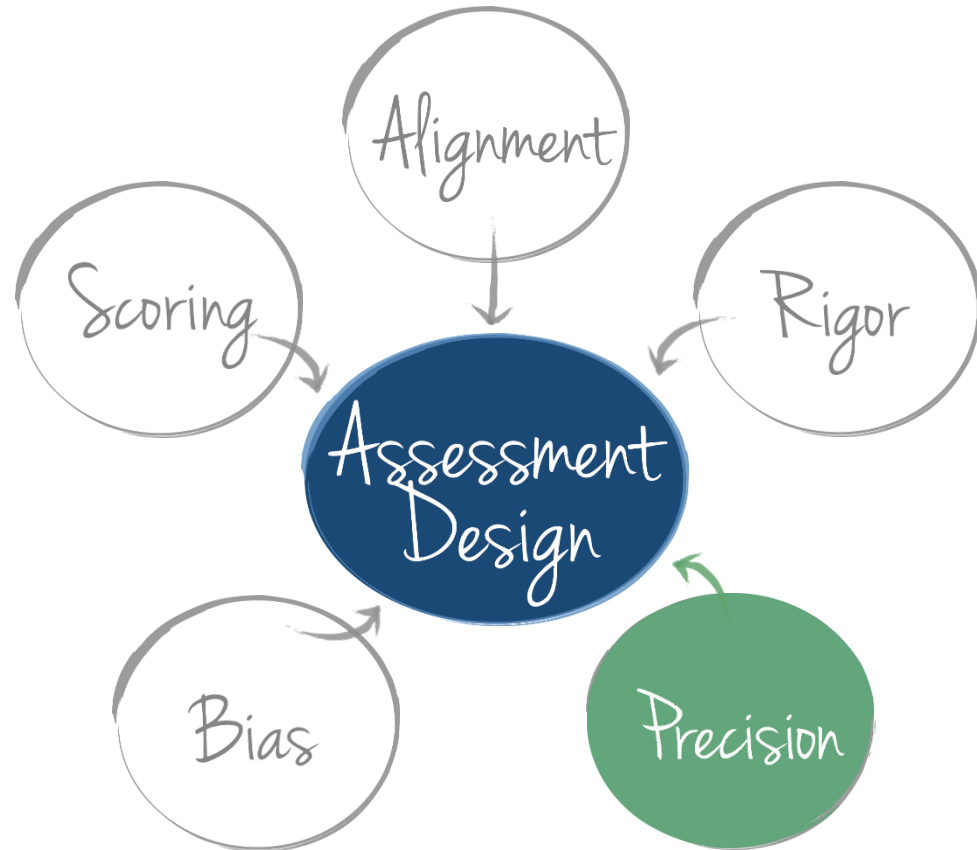 Alignment
Scoring
Rigor
Assessment
Design
Bias
Precision